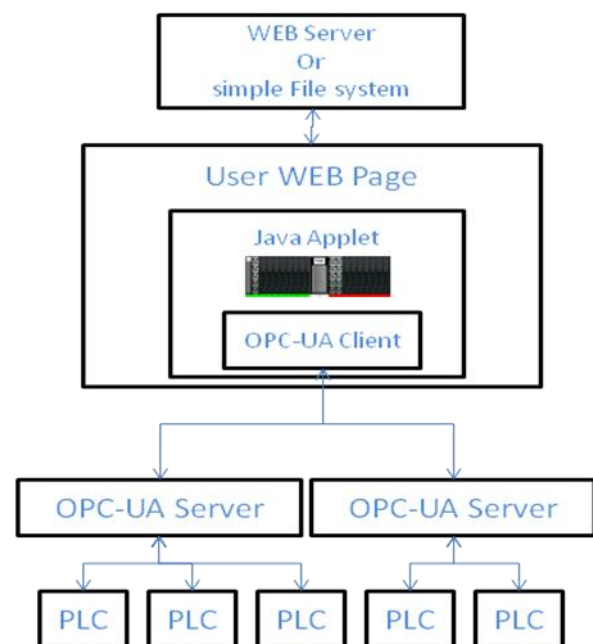 WEB Server
Or
simple File system
User WEB Page
Java Applet
OPC-UA Client
OPC-UA Server
OPC-UA Server
PLC
PLC
PLC
PLC
PLC